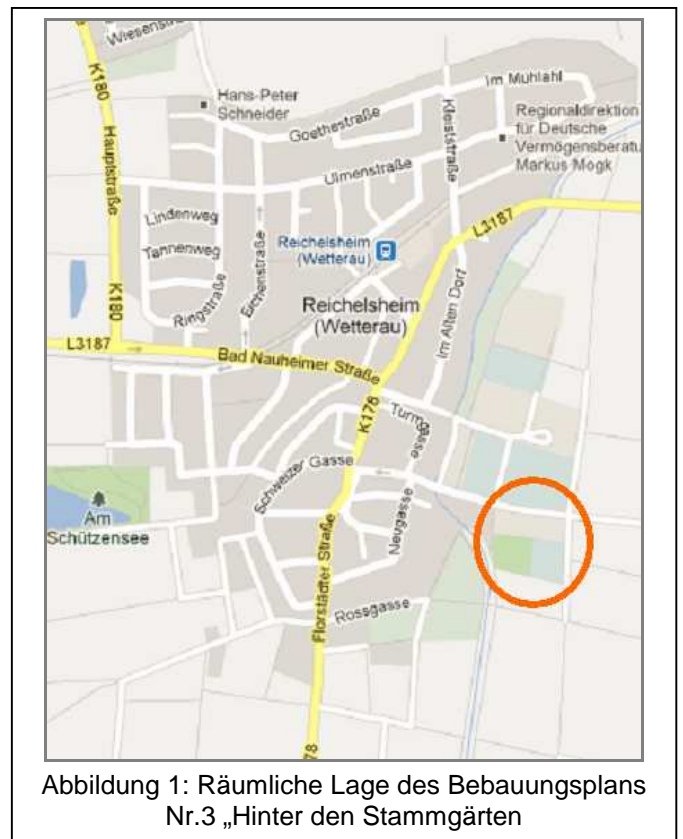 Wiesenst
K180
Hans-Peter
Schneider
Im Mühlahl
Goethestraße
Kleiststraße
Regionaldirektion
für Deutsche
Vermögensberatu
Markus Mogk
Hauptstraße
Ulmenstraße
Lindenweg
Tannenweg
Ringstraße
Eichenstraße
Reichelsheim
(Wetterau)
L3187
K180
Reichelsheim
(Wetterau)
Im Alten Dorf
L3187
Bad Nauheimer Straße
K178
Turmgasse
Schweizer Gasse
Neugasse
Am
Schützensee
Florstädter Straße
Rossgasse
78
Abbildung 1: Räumliche Lage des Bebauungsplans
Nr.3 „Hinter den Stammgärten